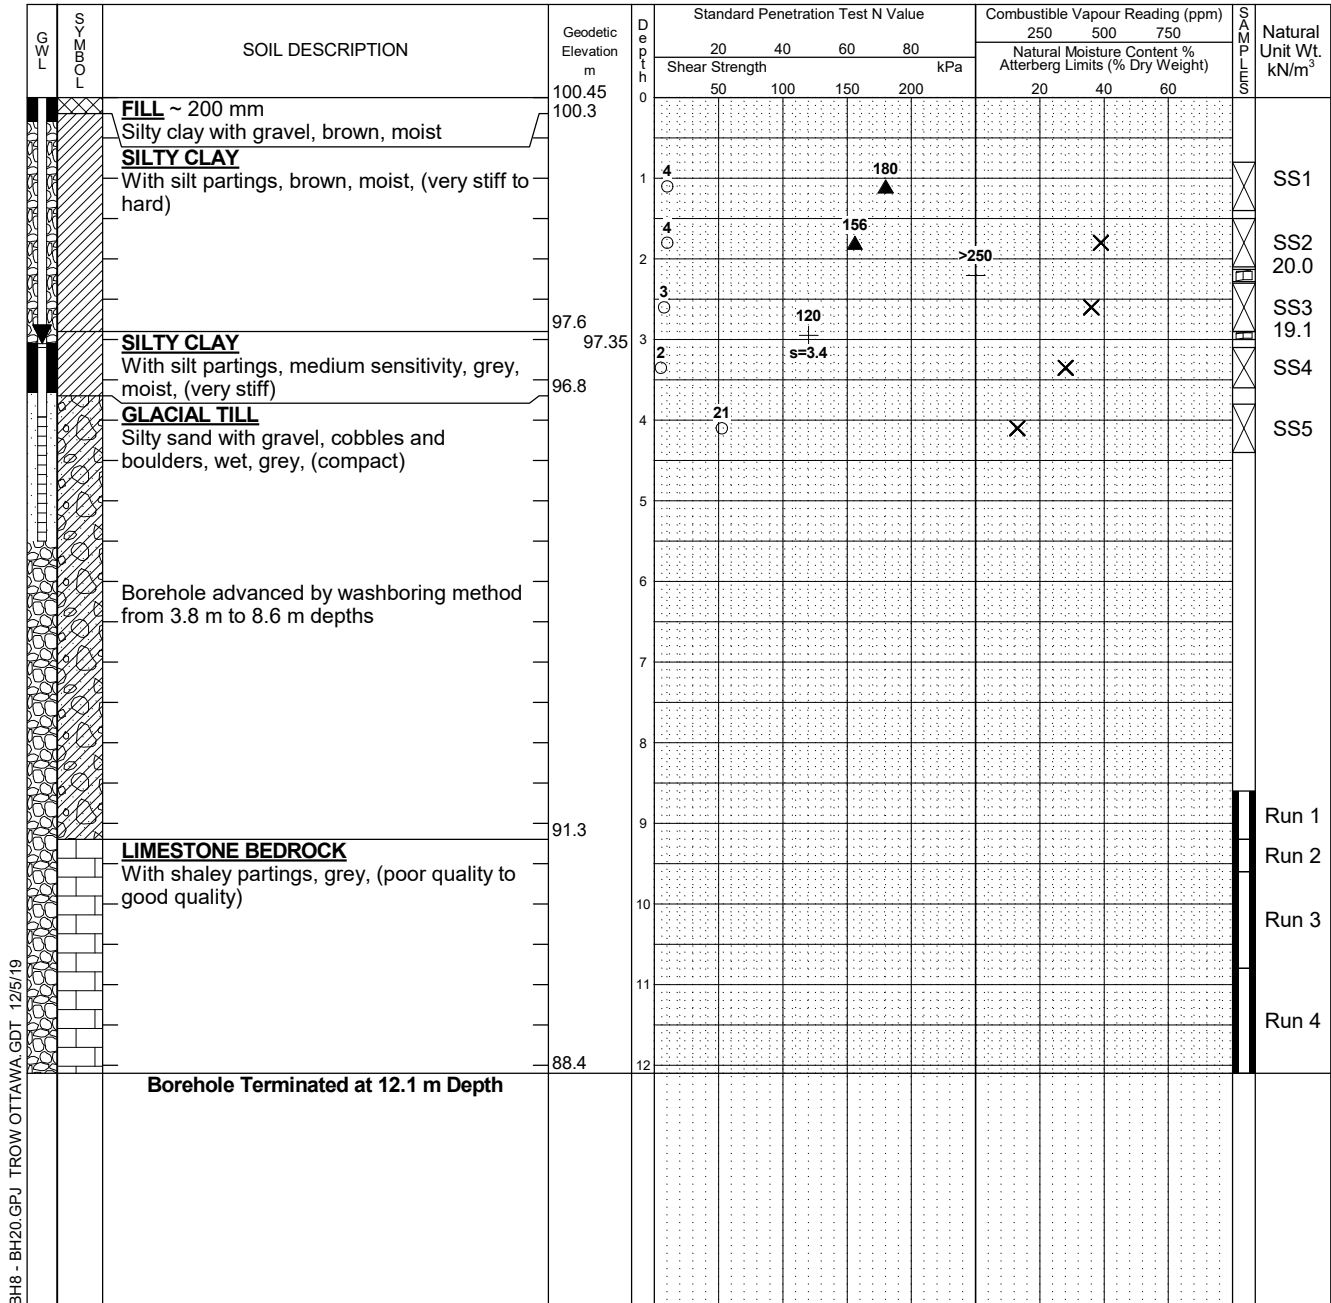 GWL
SYMBOL
SOIL DESCRIPTION
Geodetic
Elevation
m
100.45
Depth
Standard Penetration Test N Value
20 40 60 80
Shear Strength kPa
50 100 150 200
Combustible Vapour Reading (ppm)
250 500 750
Natural Moisture Content %
Atterberg Limits (% Dry Weight)
20 40 60
SAMPLES
Natural
Unit Wt.
kN/m³
0
FILL ~ 200 mm
100.3
Silty clay with gravel, brown, moist
SILTY CLAY
With silt partings, brown, moist, (very stiff to
hard)
1
4
180
SS1
4
156
SS2
2
>250
20.0
3
SS3
97.6
120
19.1
SILTY CLAY
97.35
3
With silt partings, medium sensitivity, grey,
moist, (very stiff)
s=3.4
2
SS4
96.8
GLACIAL TILL
Silty sand with gravel, cobbles and
boulders, wet, grey, (compact)
21
4
SS5
5
6
Borehole advanced by washboring method
from 3.8 m to 8.6 m depths
7
8
9
Run 1
91.3
LIMESTONE BEDROCK
With shaley partings, grey, (poor quality to
good quality)
Run 2
10
Run 3
11
Run 4
88.4
12
Borehole Terminated at 12.1 m Depth
BH8 - BH20.GPJ TROW OTTAWA.GDT 12/5/19